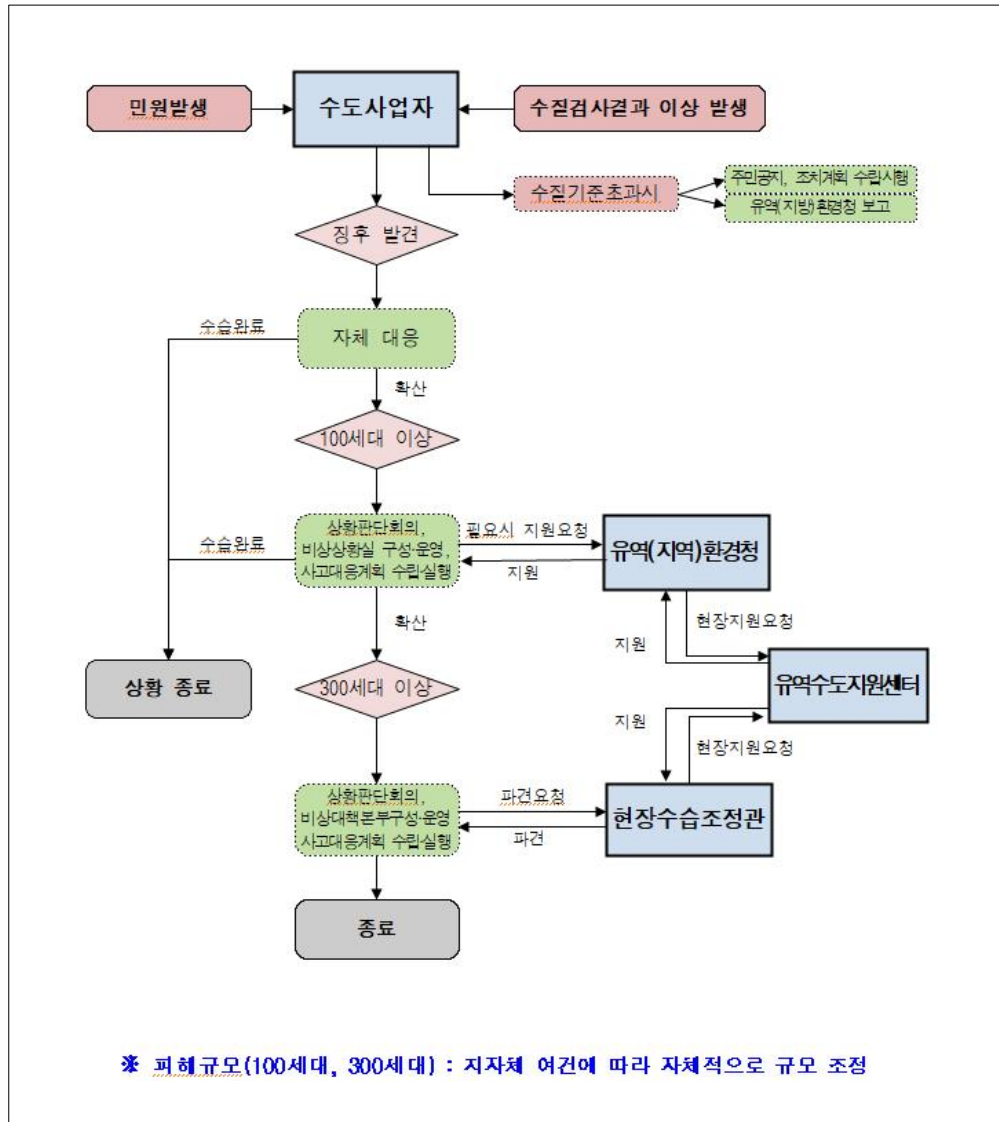 민원발생
수도사업자
수질검사결과 이상 발생
수질기준초과시
주민공지, 조치계획 수립·시행
유역(지방)환경청 보고
징후 발견
수습완료
자체 대응
확산
100세대 이상
수습완료
상황판단회의,
비상상황실 구성·운영,
사고대응계획 수립·실행
필요시 지원요청
지원
유역(지역)환경청
확산
지원
현장지원요청
상황 종료
300세대 이상
유역수도지원센터
지원
현장지원요청
상황판단회의,
비상대책본부구성·운영
사고대응계획 수립·실행
파견요청
파견
현장수습조정관
종료
※ 피해규모(100세대, 300세대) : 지자체 여건에 따라 자체적으로 규모 조정